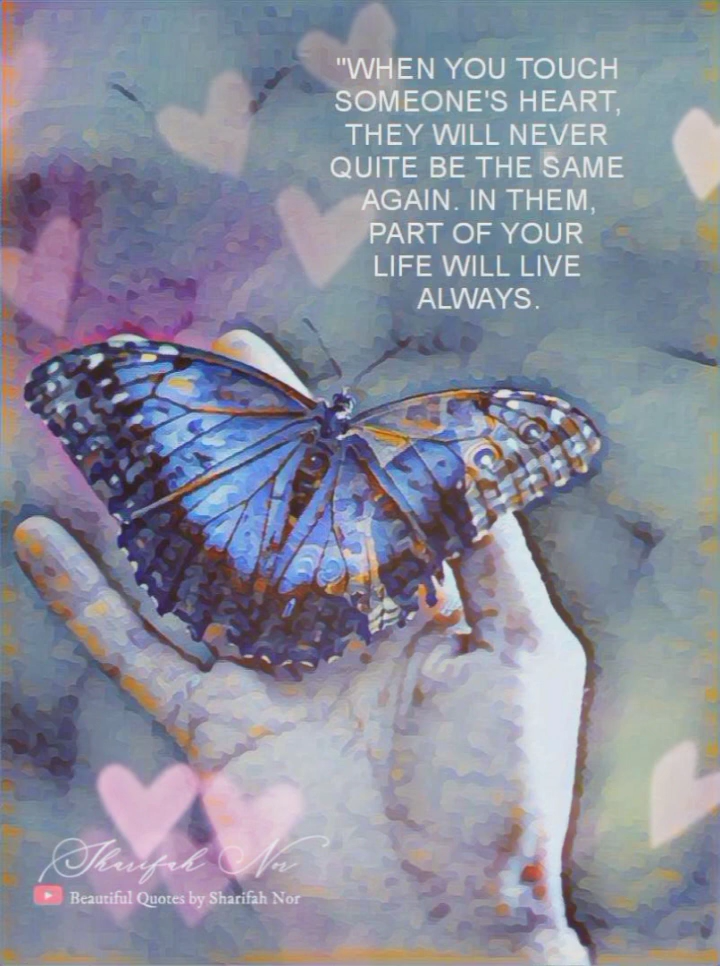 "WHEN YOU TOUCH
SOMEONE'S HEART,
THEY WILL NEVER
QUITE BE THE SAME
AGAIN. IN THEM,
PART OF YOUR
LIFE WILL LIVE
ALWAYS.
Sharifah Nor
Beautiful Quotes by Sharifah Nor